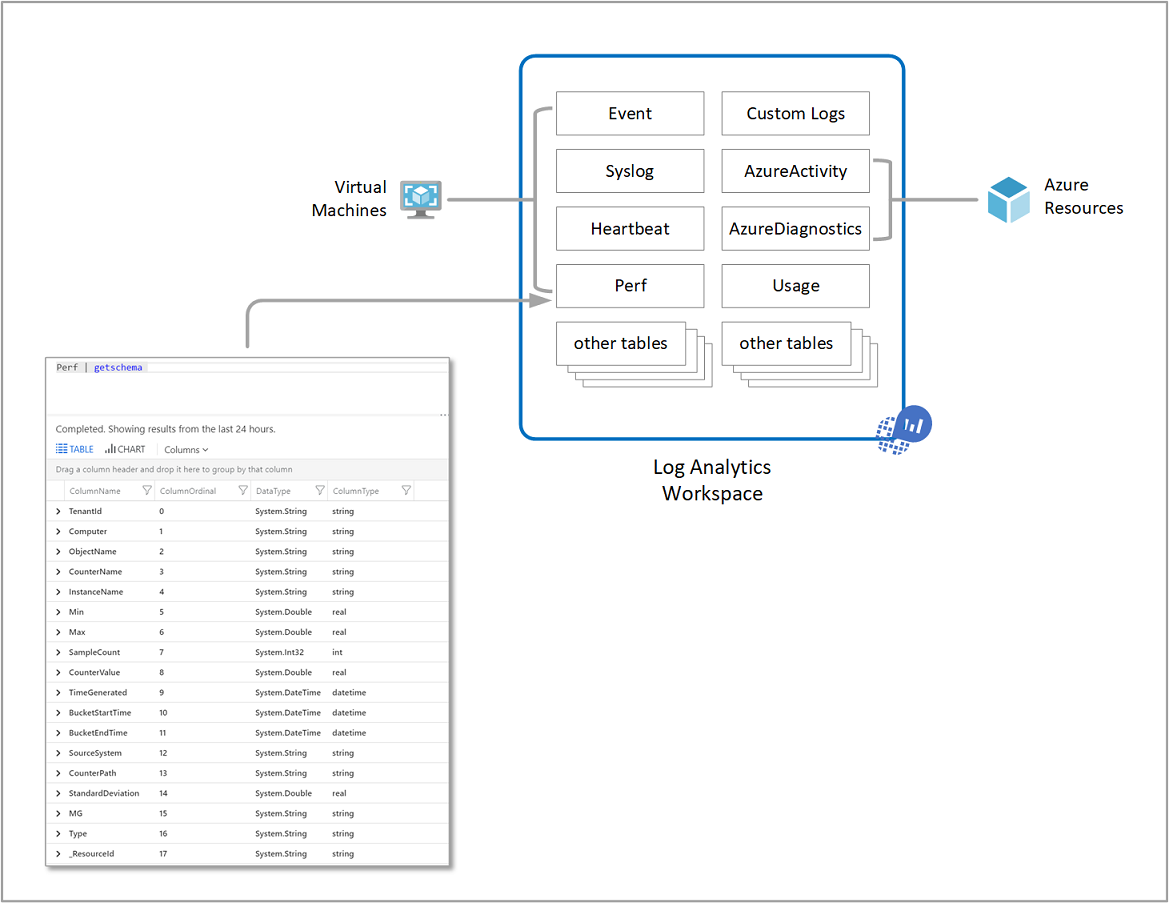 Event
Custom Logs
Syslog
AzureActivity
Virtual
Machines
Azure
Resources
Heartbeat
AzureDiagnostics
Perf
Usage
other tables
other tables
Log Analytics
Workspace
Perf | getschema
Completed. Showing results from the last 24 hours.
TABLE CHART Columns
Drag a column header and drop it here to group by that column
ColumnName ColumnOrdinal DataType ColumnType
TenantId 0 System.String string
Computer 1 System.String string
ObjectName 2 System.String string
CounterName 3 System.String string
InstanceName 4 System.String string
Min 5 System.Double real
Max 6 System.Double real
SampleCount 7 System.Int32 int
CounterValue 8 System.Double real
TimeGenerated 9 System.DateTime datetime
BucketStartTime 10 System.DateTime datetime
BucketEndTime 11 System.DateTime datetime
SourceSystem 12 System.String string
CounterPath 13 System.String string
StandardDeviation 14 System.Double real
MG 15 System.String string
Type 16 System.String string
_ResourceId 17 System.String string